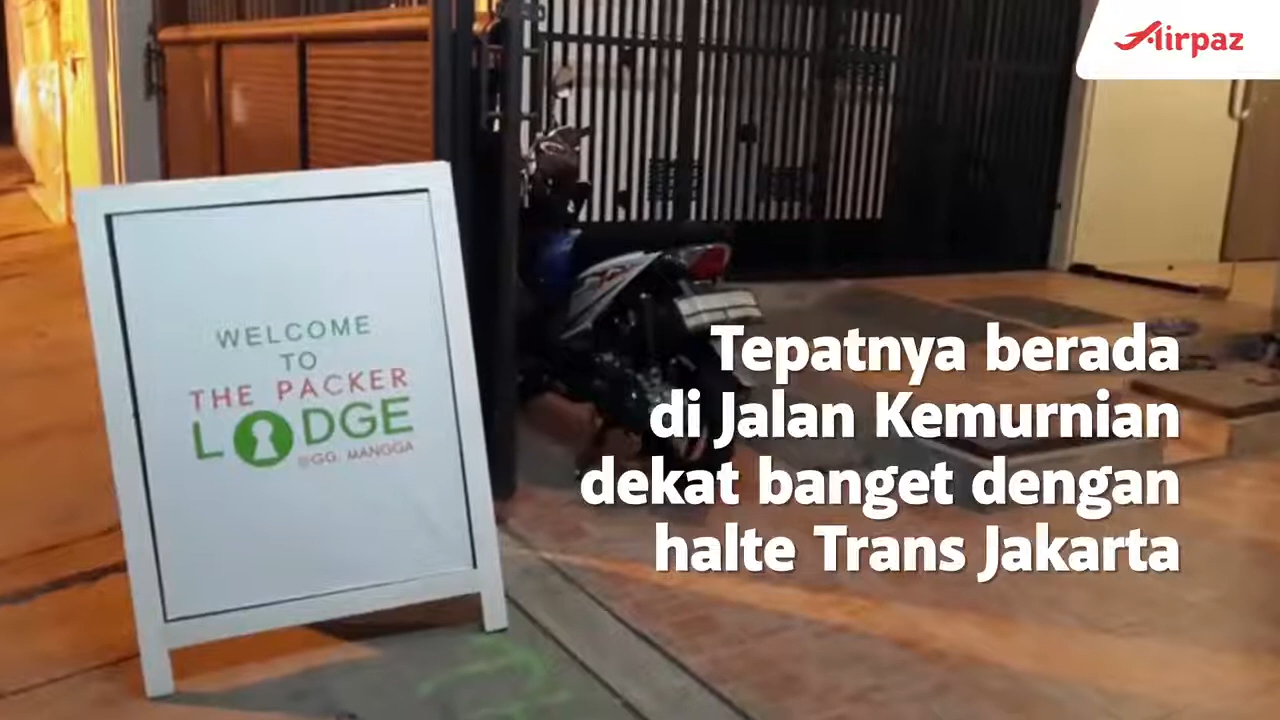 Airpaz
WELCOME
TO
THE PACKER
LODGE
@GG. MANGGA
Tepatnya berada
di Jalan Kemurnian
dekat banget dengan
halte Trans Jakarta